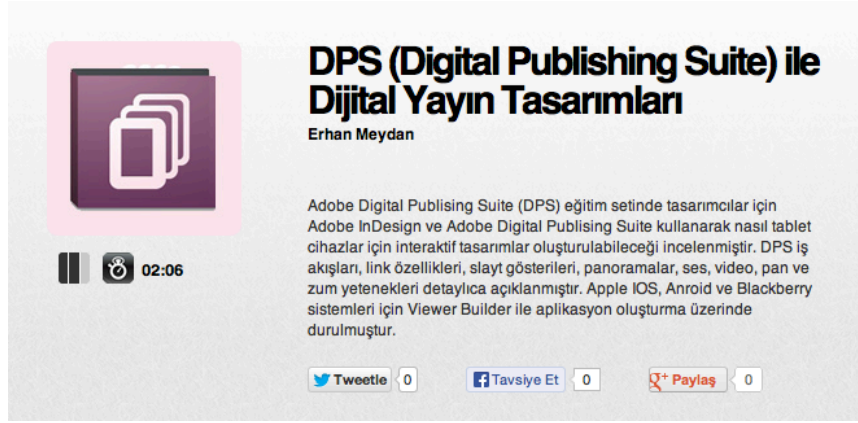 DPS (Digital Publishing Suite) ile
Dijital Yayın Tasarımları
Erhan Meydan
Adobe Digital Publising Suite (DPS) eğitim setinde tasarımcılar için
Adobe InDesign ve Adobe Digital Publising Suite kullanarak nasıl tablet
cihazlar için interaktif tasarımlar oluşturulabileceği incelenmiştir. DPS iş
akışları, link özellikleri, slayt gösterileri, panoramalar, ses, video, pan ve
zum yetenekleri detaylıca açıklanmıştır. Apple IOS, Anroid ve Blackberry
sistemleri için Viewer Builder ile aplikasyon oluşturma üzerinde
durulmuştur.
02:06
Tweetle 0 Tavsiye Et 0 g+ Paylaş 0